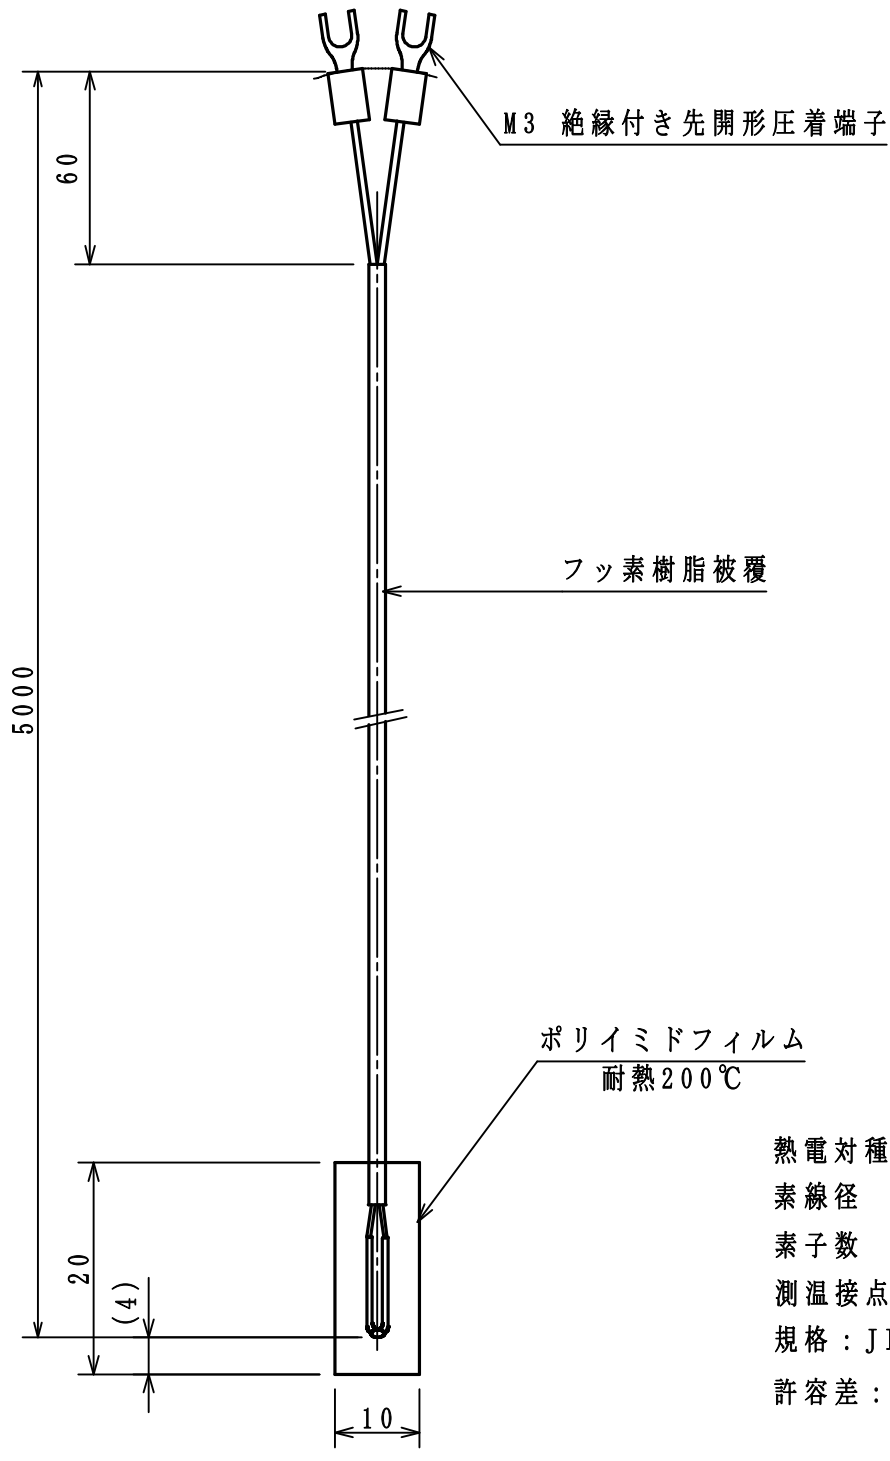 M3 絶縁付き先開形圧着端子
60
フッ素樹脂被覆
5000
ポリイミドフィルム
耐熱200℃
熱電対種
素線径
素子数
20
(4)
測温接点
規格：JI
許容差：
10